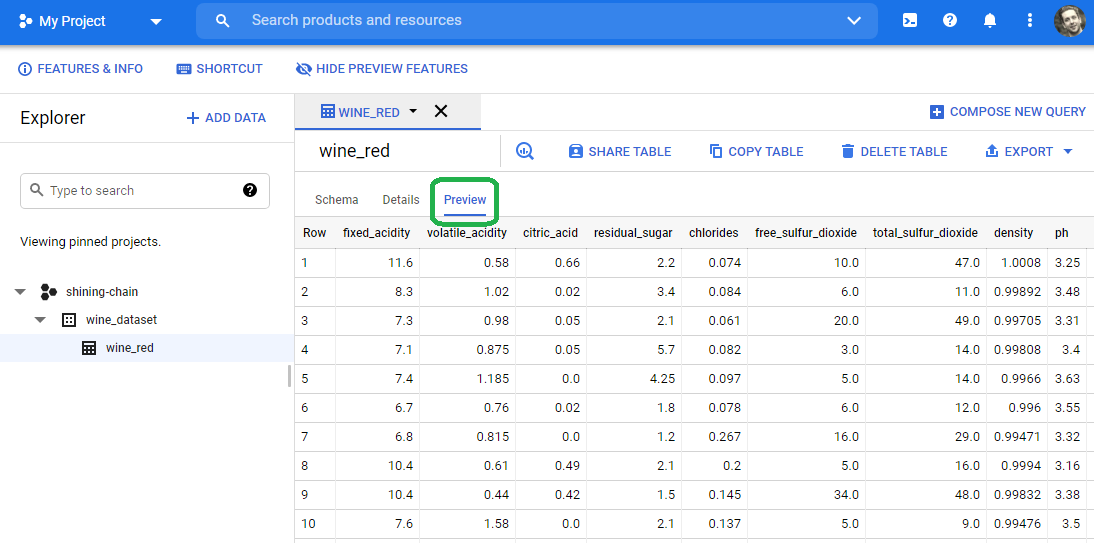 My Project Search products and resources
FEATURES & INFO SHORTCUT HIDE PREVIEW FEATURES
Explorer ADD DATA
Type to search
Viewing pinned projects.
shining-chain
wine_dataset
wine_red
WINE_RED COMPOSE NEW QUERY
wine_red SHARE TABLE COPY TABLE DELETE TABLE EXPORT
Schema Details Preview
Row fixed_acidity volatile_acidity citric_acid residual_sugar chlorides free_sulfur_dioxide total_sulfur_dioxide density ph
1 11.6 0.58 0.66 2.2 0.074 10.0 47.0 1.0008 3.25
2 8.3 1.02 0.02 3.4 0.084 6.0 11.0 0.99892 3.48
3 7.3 0.98 0.05 2.1 0.061 20.0 49.0 0.99705 3.31
4 7.1 0.875 0.05 5.7 0.082 3.0 14.0 0.99808 3.4
5 7.4 1.185 0.0 4.25 0.097 5.0 14.0 0.9966 3.63
6 6.7 0.76 0.02 1.8 0.078 6.0 12.0 0.996 3.55
7 6.8 0.815 0.0 1.2 0.267 16.0 29.0 0.99471 3.32
8 10.4 0.61 0.49 2.1 0.2 5.0 16.0 0.9994 3.16
9 10.4 0.44 0.42 1.5 0.145 34.0 48.0 0.99832 3.38
10 7.6 1.58 0.0 2.1 0.137 5.0 9.0 0.99476 3.5